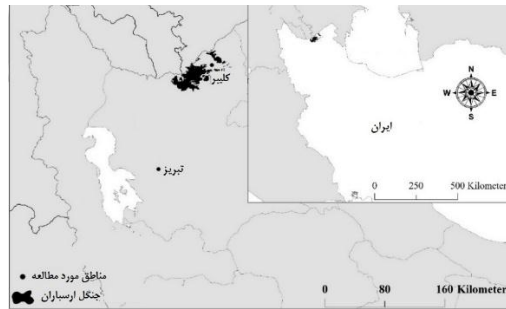 کلیبر
تبریز
مناطق مورد مطالعه
جنگل ارسباران
0 80 160 Kilometer
N
W E
S
ایران
0 250 500 Kilometer